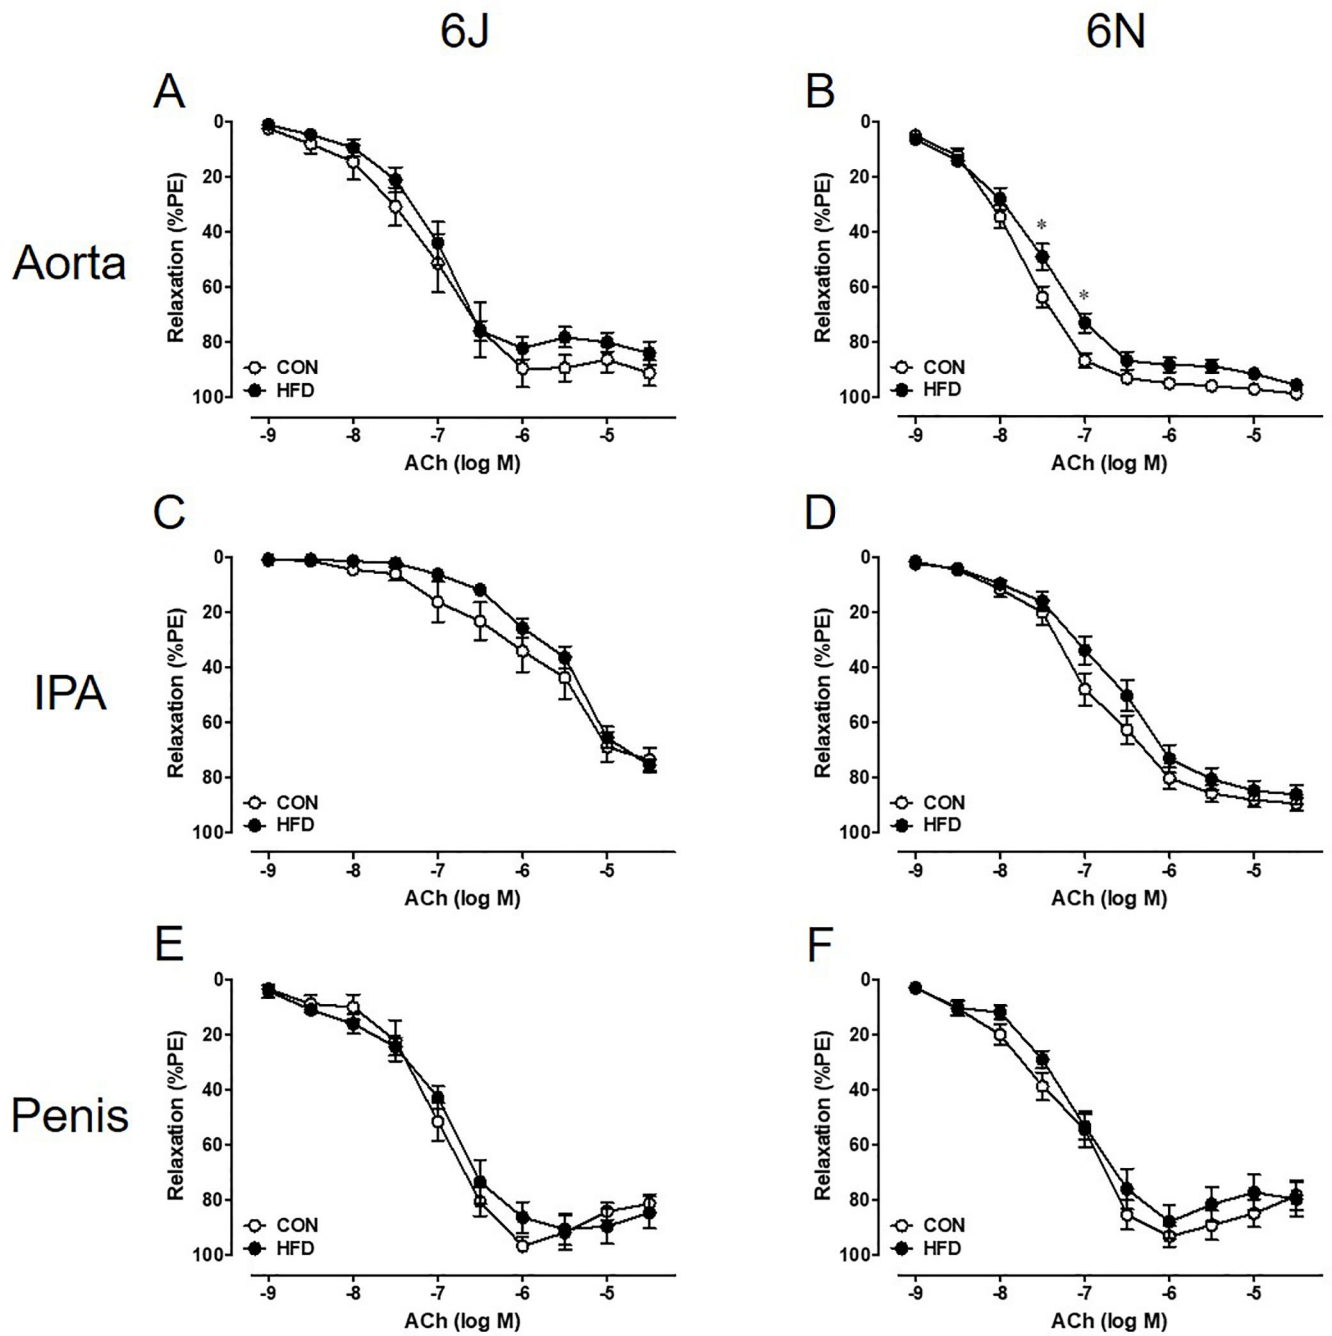 6J
6N
A
B
Aorta
Relaxation (%PE)
0
20
40
60
80
100
CON
HFD
-9
-8
-7
-6
-5
ACh (log M)
Relaxation (%PE)
0
20
40
60
80
100
*
*
CON
HFD
-9
-8
-7
-6
-5
ACh (log M)
C
D
IPA
Relaxation (%PE)
0
20
40
60
80
100
CON
HFD
-9
-8
-7
-6
-5
ACh (log M)
Relaxation (%PE)
0
20
40
60
80
100
CON
HFD
-9
-8
-7
-6
-5
ACh (log M)
E
F
Penis
Relaxation (%PE)
0
20
40
60
80
100
CON
HFD
-9
-8
-7
-6
-5
ACh (log M)
Relaxation (%PE)
0
20
40
60
80
100
CON
HFD
-9
-8
-7
-6
-5
ACh (log M)